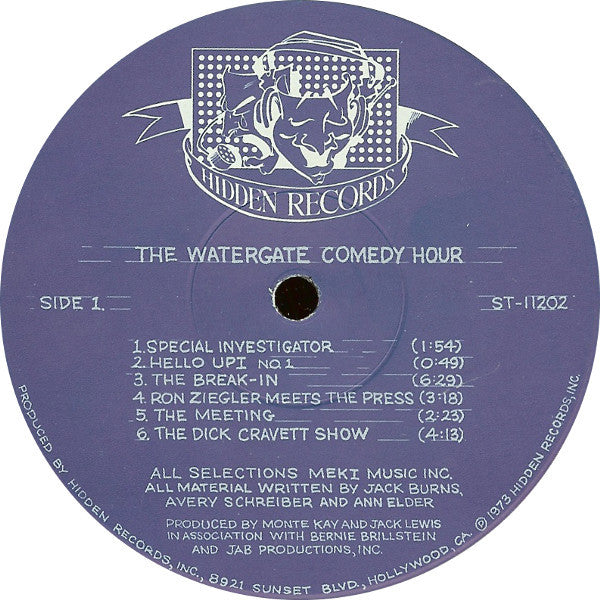 HIDDEN RECORDS
THE WATERGATE COMEDY HOUR
SIDE 1. ST-11202
1. SPECIAL INVESTIGATOR (1:54)
2. HELLO UPI NO. 1 (0:49)
3. THE BREAK-IN (6:29)
4 RON ZIEGLER MEETS THE PRESS (3:18)
5. THE MEETING (2:23)
6. THE DICK CRAVETT SHOW (4:13)
ALL SELECTIONS MEKI MUSIC INC.
ALL MATERIAL WRITTEN BY JACK BURNS,
AVERY SCHREIBER AND ANN ELDER
PRODUCED BY MONTE KAY AND JACK LEWIS
IN ASSOCIATION WITH BERNIE BRILLSTEIN
AND JAB PRODUCTIONS, INC.
PRODUCED BY HIDDEN RECORDS, INC., 8921 SUNSET BLVD., HOLLYWOOD, CA. ©1973 HIDDEN RECORDS, INC.